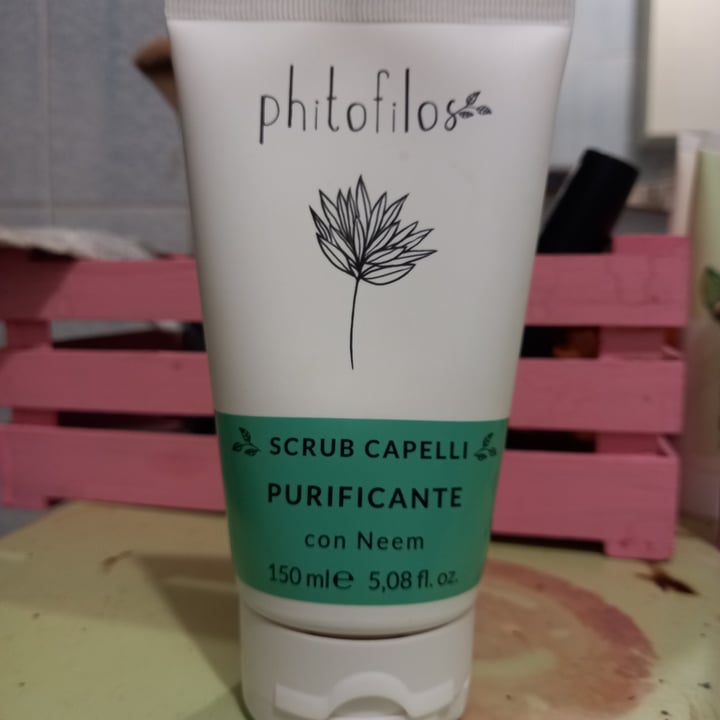 phitofilos
SCRUB CAPELLI
PURIFICANTE
con Neem
150 ml e 5,08 fl. oz.